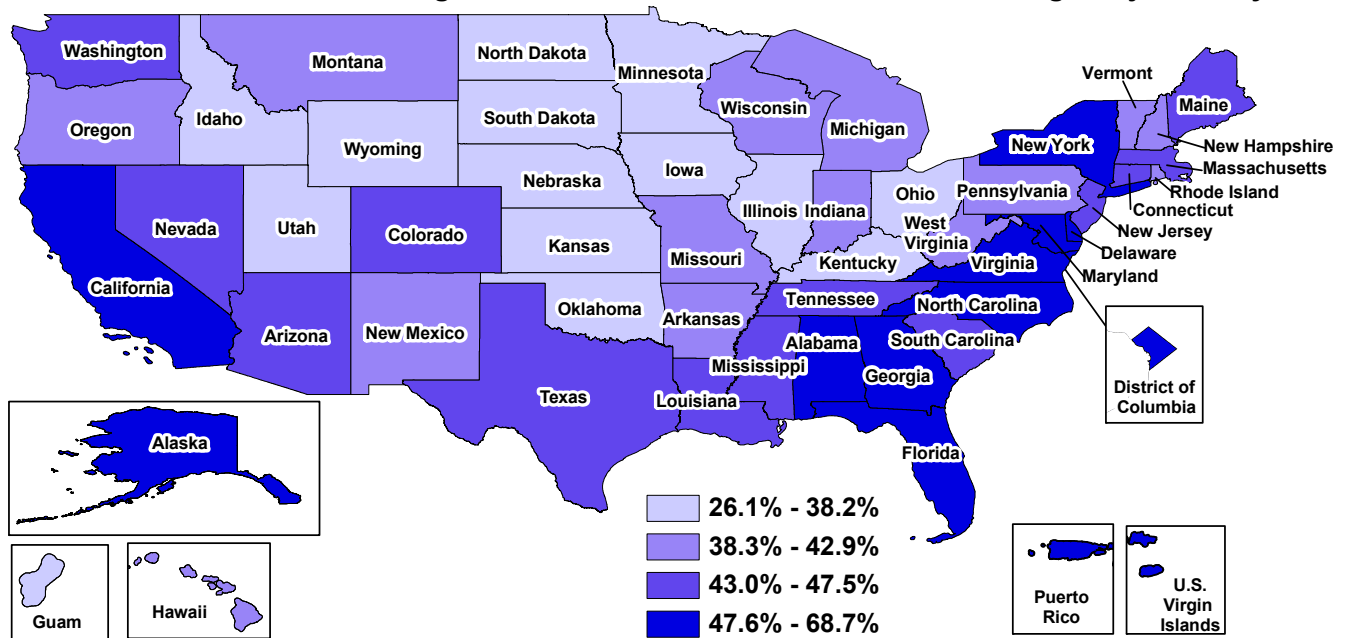 Washington
Montana
North Dakota
Minnesota
Vermont
Maine
Oregon
Idaho
South Dakota
Wisconsin
Michigan
New York
New Hampshire
Massachusetts
Rhode Island
Connecticut
New Jersey
Delaware
Maryland
Wyoming
Nebraska
Iowa
Illinois
Indiana
Ohio
Pennsylvania
West
Virginia
Virginia
Nevada
Utah
Colorado
Kansas
Missouri
Kentucky
California
Arizona
New Mexico
Oklahoma
Arkansas
Tennessee
North Carolina
South Carolina
Texas
Louisiana
Mississippi
Alabama
Georgia
Florida
District of
Columbia
Alaska
Guam
Hawaii
26.1% - 38.2%
38.3% - 42.9%
43.0% - 47.5%
47.6% - 68.7%
Puerto
Rico
U.S.
Virgin
Islands